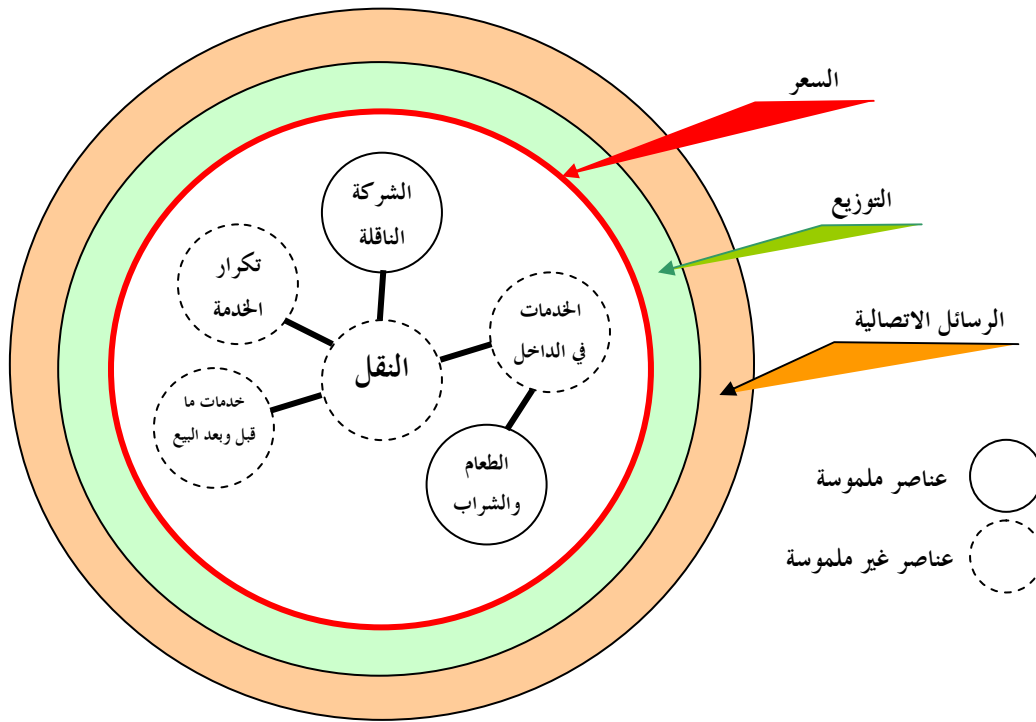 السعر
التوزيع
الرسائل الاتصالية
الشركة
الناقلة
تكرار
الخدمة
الخدمات
في الداخل
النقل
خدمات ما
قبل وبعد البيع
الطعام
والشراب
عناصر ملموسة
عناصر غير ملموسة